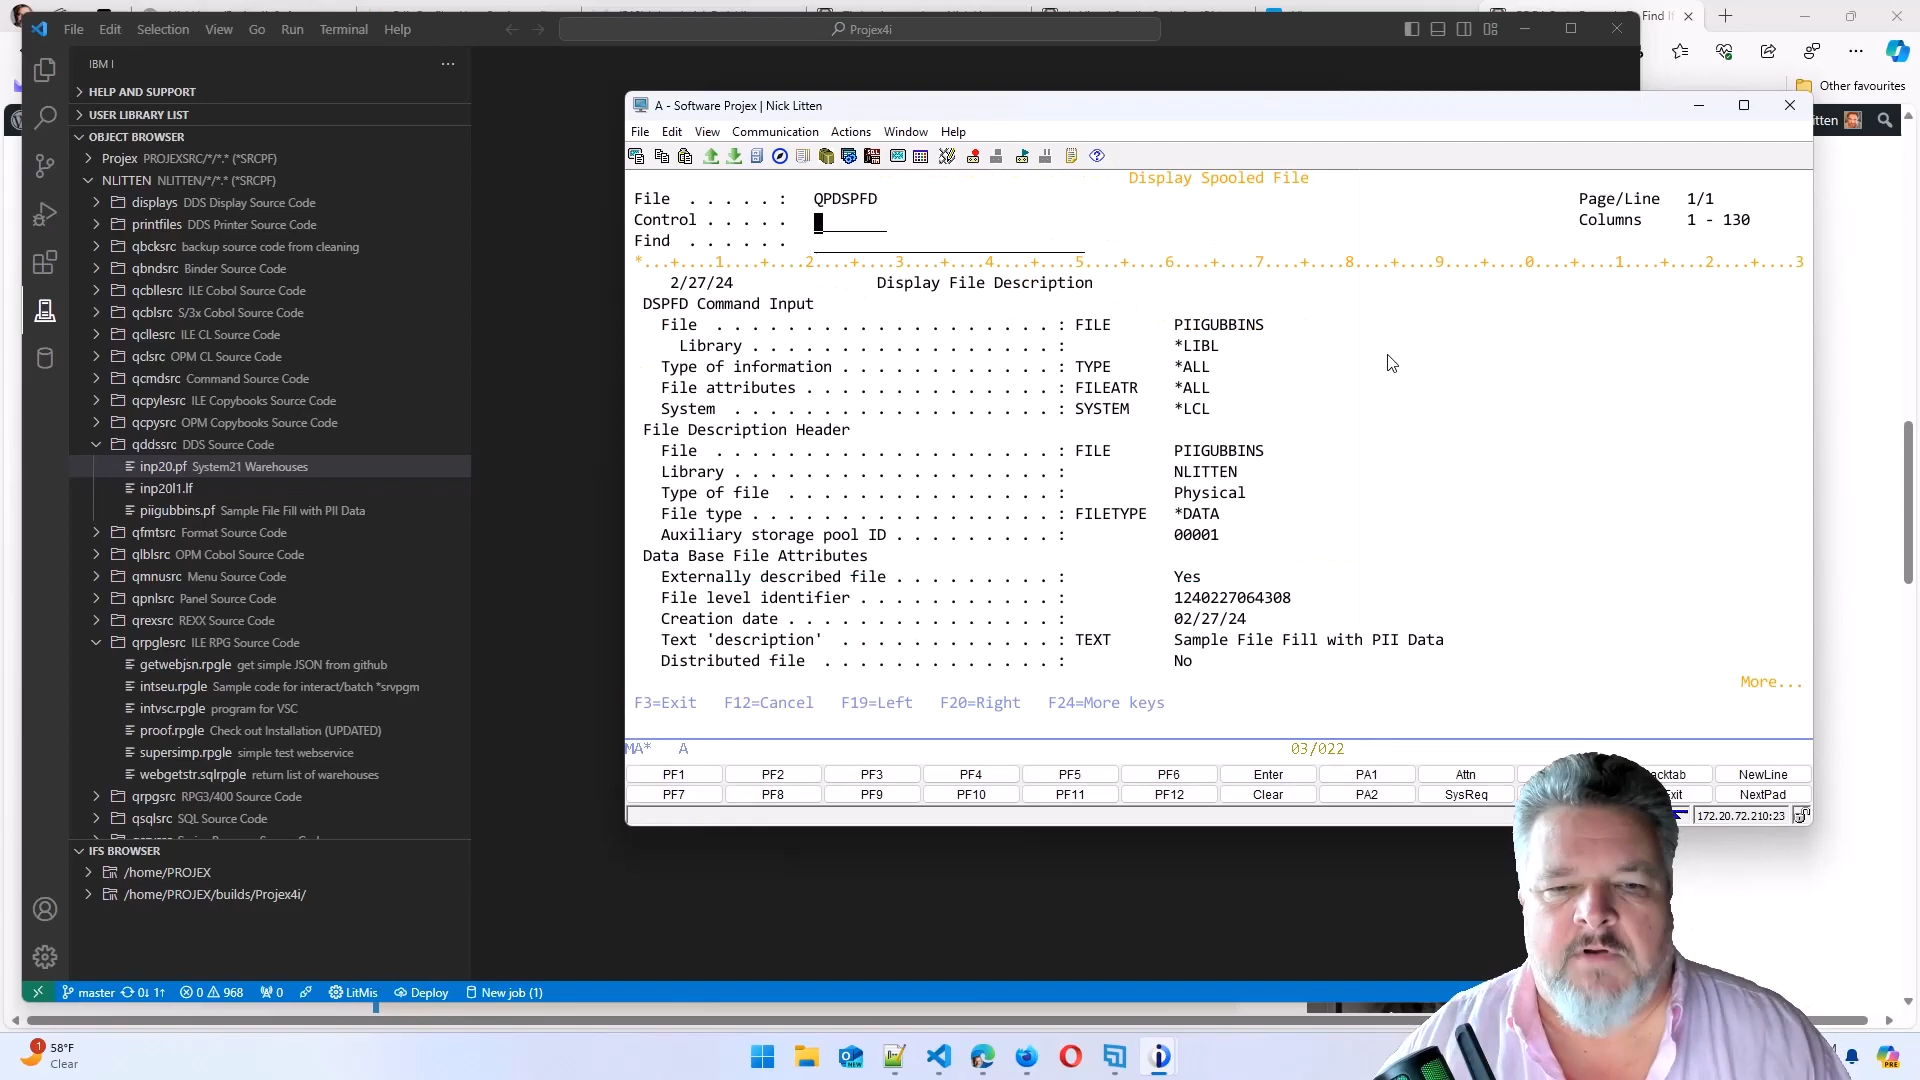 File Edit Selection View Go Run Terminal Help
Projex4i
Find If
Other favourites
IBM I
HELP AND SUPPORT
USER LIBRARY LIST
OBJECT BROWSER
Projex PROJEXSRC/*/*.* (*SRCPF)
NLITTEN NLITTEN/*/*.* (*SRCPF)
displays DDS Display Source Code
printfiles DDS Printer Source Code
qbcksrc backup source code from cleaning
qbndsrc Binder Source Code
qcbllesrc ILE Cobol Source Code
qcblsrc S/3x Cobol Source Code
qcllesrc ILE CL Source Code
qclsrc OPM CL Source Code
qcmdsrc Command Source Code
qcpylesrc ILE Copybooks Source Code
qcpysrc OPM Copybooks Source Code
qddssrc DDS Source Code
inp20.pf System21 Warehouses
inp20l1.lf
piigubbins.pf Sample File Fill with PII Data
qfmtsrc Format Source Code
qlblsrc OPM Cobol Source Code
qmnusrc Menu Source Code
qpnlsrc Panel Source Code
qrexsrc REXX Source Code
qrpglesrc ILE RPG Source Code
getwebjsn.rpgle get simple JSON from github
intseu.rpgle Sample code for interact/batch *srvpgm
intvsc.rpgle program for VSC
proof.rpgle Check out Installation (UPDATED)
supersimp.rpgle simple test webservice
webgetstr.sqlrpgle return list of warehouses
qrpgsrc RPG3/400 Source Code
qsqlsrc SQL Source Code
IFS BROWSER
/home/PROJEX
/home/PROJEX/builds/Projex4i/
master 0↓ 1↑ 0 968 0 LitMis Deploy New job (1)
A - Software Projex | Nick Litten
itten
File Edit View Communication Actions Window Help
Display Spooled File
File . . . . . : QPDSPFD Page/Line 1/1
Control . . . . . Columns 1 - 130
Find . . . . . .
*...+....1....+....2....+....3....+....4....+....5....+....6....+....7....+....8....+....9....+....0....+....1....+....2....+....3
2/27/24 Display File Description
DSPFD Command Input
File . . . . . . . . . . . . . . . . . . . : FILE PIIGUBBINS
Library . . . . . . . . . . . . . . . . . : *LIBL
Type of information . . . . . . . . . . . . : TYPE *ALL
File attributes . . . . . . . . . . . . . . : FILEATR *ALL
System . . . . . . . . . . . . . . . . . . : SYSTEM *LCL
File Description Header
File . . . . . . . . . . . . . . . . . . . : FILE PIIGUBBINS
Library . . . . . . . . . . . . . . . . . . : NLITTEN
Type of file . . . . . . . . . . . . . . . : Physical
File type . . . . . . . . . . . . . . . . . : FILETYPE *DATA
Auxiliary storage pool ID . . . . . . . . . : 00001
Data Base File Attributes
Externally described file . . . . . . . . . : Yes
File level identifier . . . . . . . . . . . : 1240227064308
Creation date . . . . . . . . . . . . . . . : 02/27/24
Text 'description' . . . . . . . . . . . . : TEXT Sample File Fill with PII Data
Distributed file . . . . . . . . . . . . . : No
More...
F3=Exit F12=Cancel F19=Left F20=Right F24=More keys
MA* A 03/022
PF1 PF2 PF3 PF4 PF5 PF6 Enter PA1 Attn cktab NewLine
PF7 PF8 PF9 PF10 PF11 PF12 Clear PA2 SysReq xit NextPad
172.20.72.210:23
1
58°F
Clear
PRE